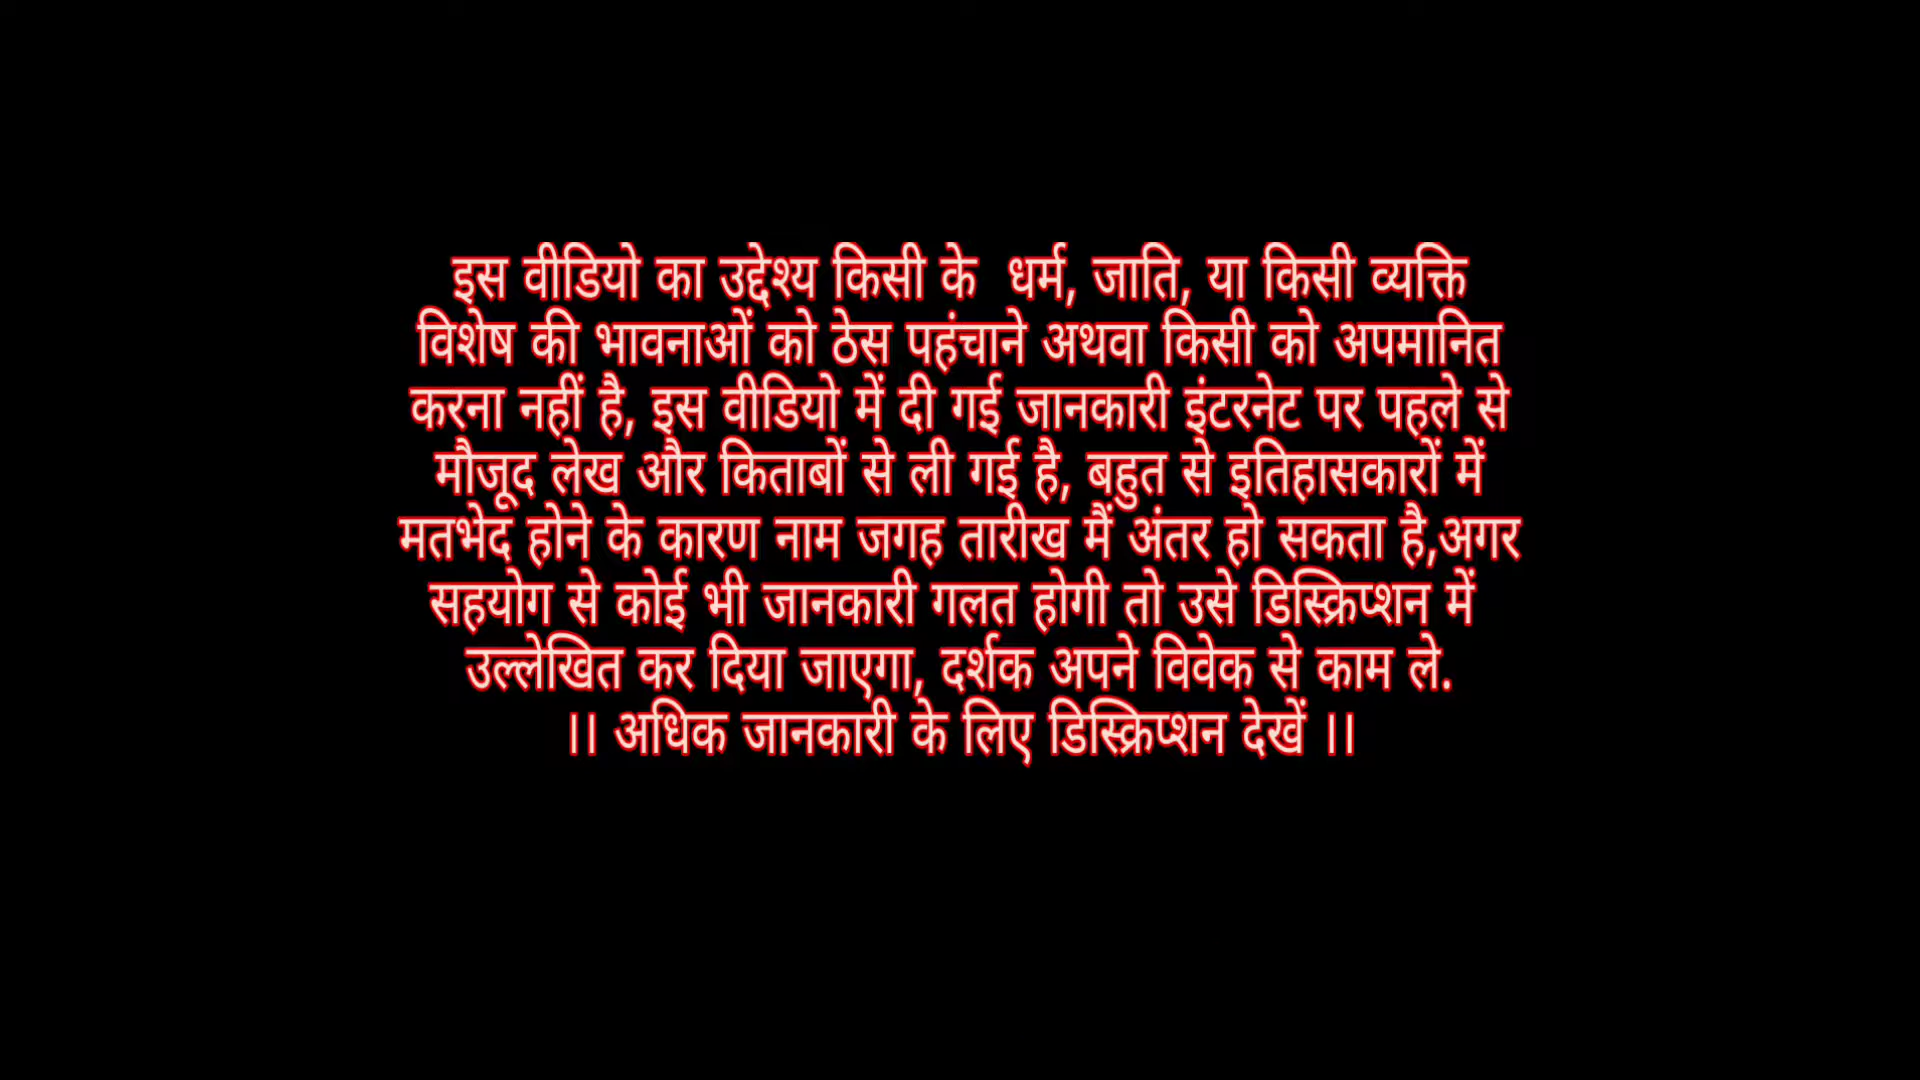 इस वीडियो का उद्देश्य किसी के  धर्म, जाति, या किसी व्यक्ति
विशेष की भावनाओं को ठेस पहंचाने अथवा किसी को अपमानित
करना नहीं है, इस वीडियो में दी गई जानकारी इंटरनेट पर पहले से
मौजूद लेख और किताबों से ली गई है, बहुत से इतिहासकारों में
मतभेद होने के कारण नाम जगह तारीख मैं अंतर हो सकता है,अगर
सहयोग से कोई भी जानकारी गलत होगी तो उसे डिस्क्रिप्शन में
उल्लेखित कर दिया जाएगा, दर्शक अपने विवेक से काम ले.
।। अधिक जानकारी के लिए डिस्क्रिप्शन देखें ।।